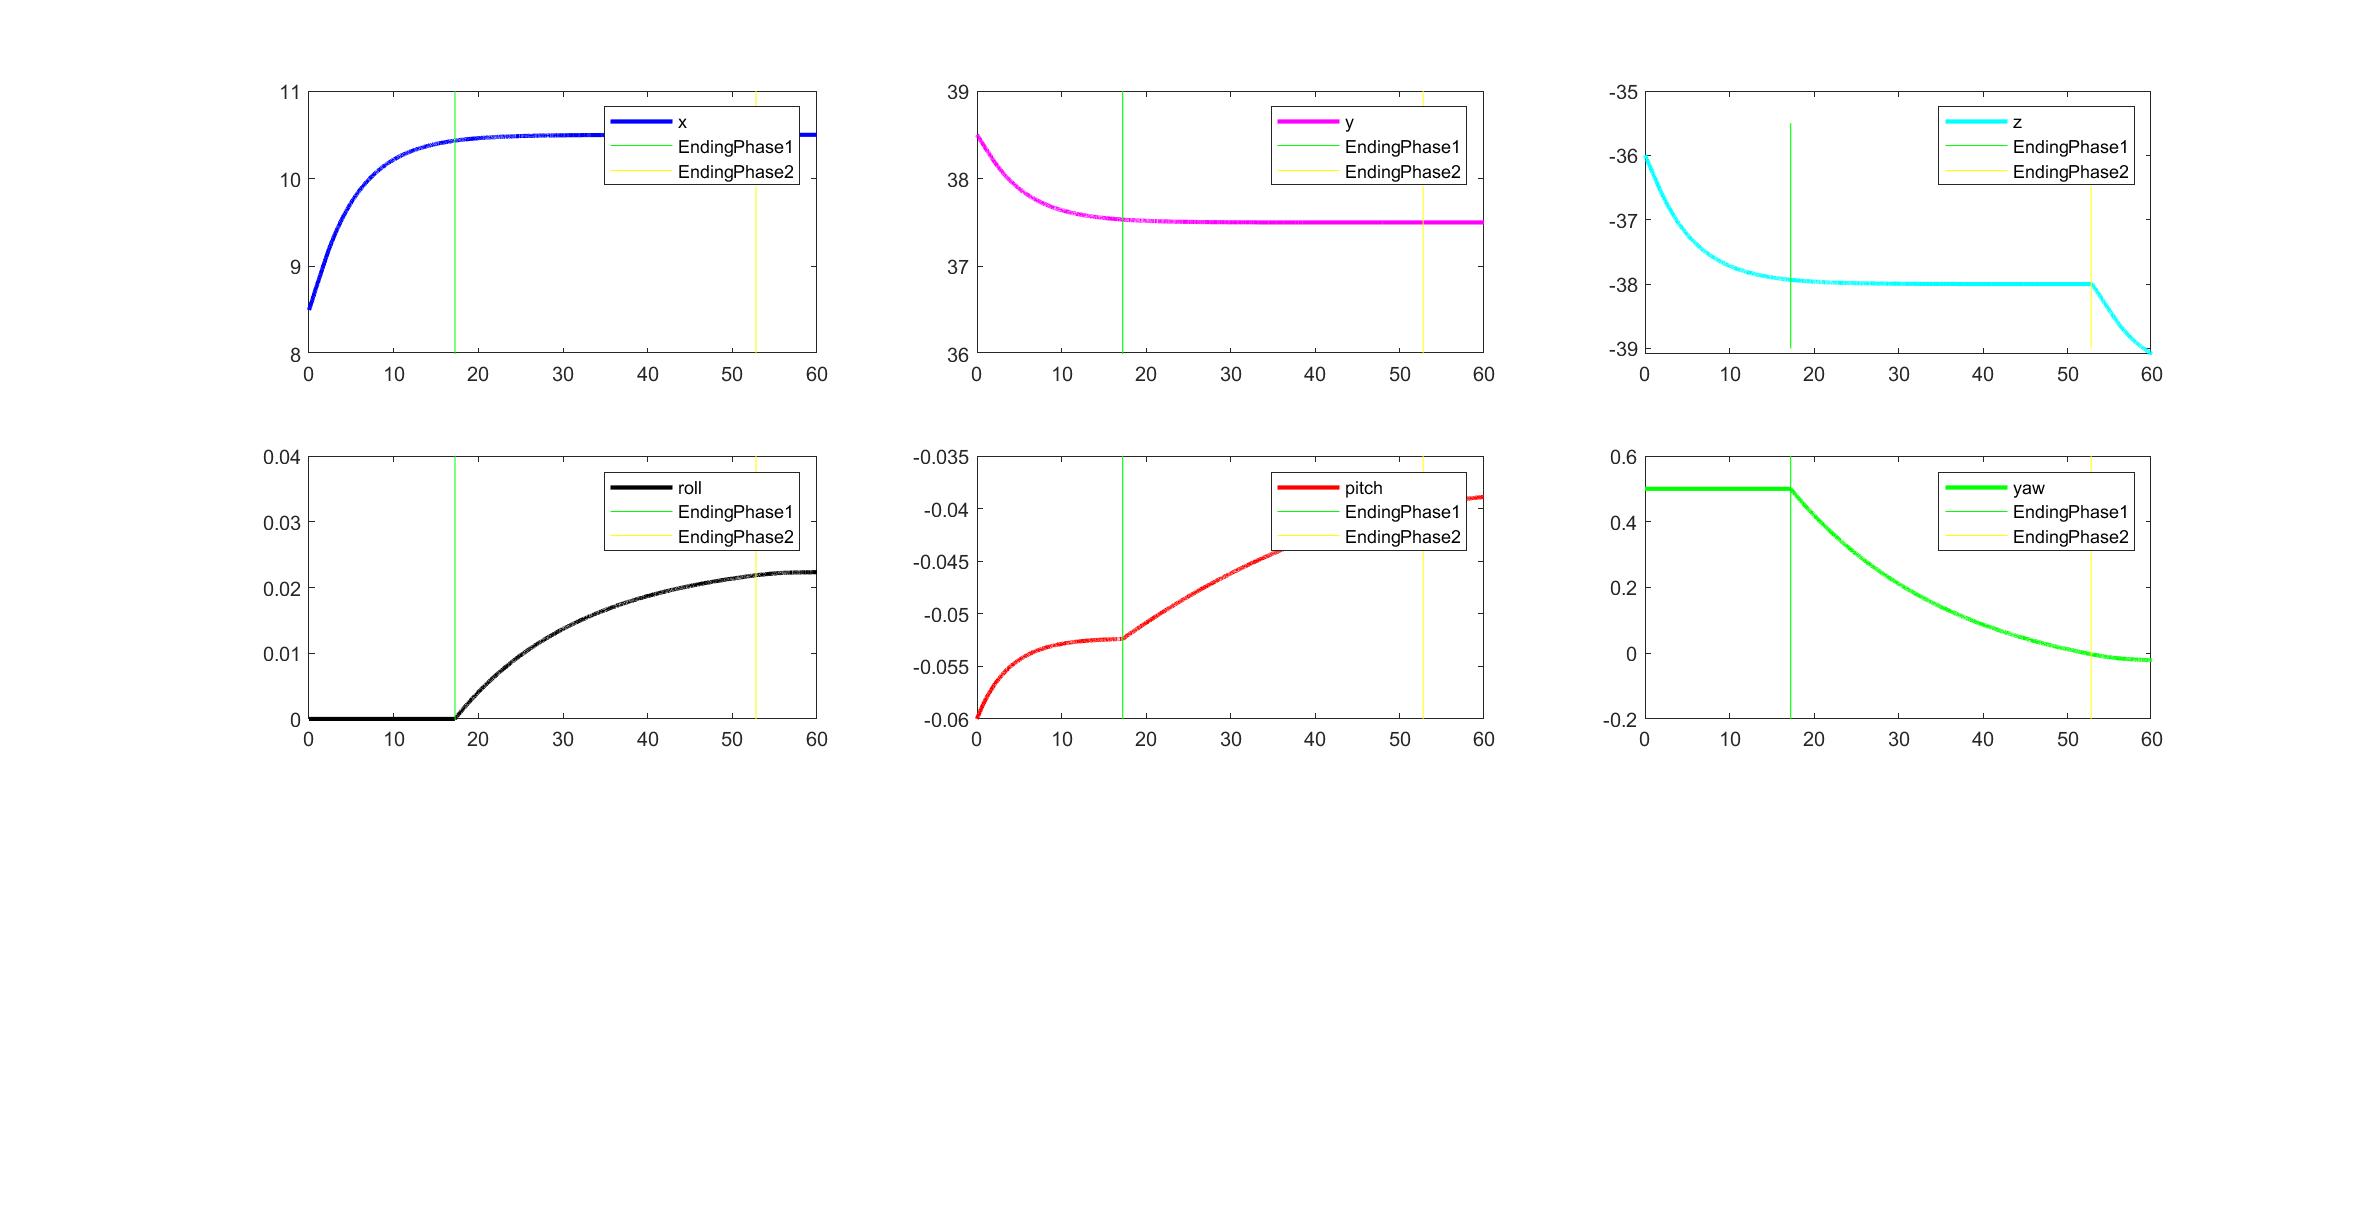 11
10
9
8
0 10 20 30 40 50 60
x
EndingPhase1
EndingPhase2
39
38
37
36
0 10 20 30 40 50 60
y
EndingPhase1
EndingPhase2
-35
-36
-37
-38
-39
0 10 20 30 40 50 60
z
EndingPhase1
EndingPhase2
0.04
0.03
0.02
0.01
0
0 10 20 30 40 50 60
roll
EndingPhase1
EndingPhase2
-0.035
-0.04
-0.045
-0.05
-0.055
-0.06
0 10 20 30 40 50 60
pitch
EndingPhase1
EndingPhase2
0.6
0.4
0.2
0
-0.2
0 10 20 30 40 50 60
yaw
EndingPhase1
EndingPhase2